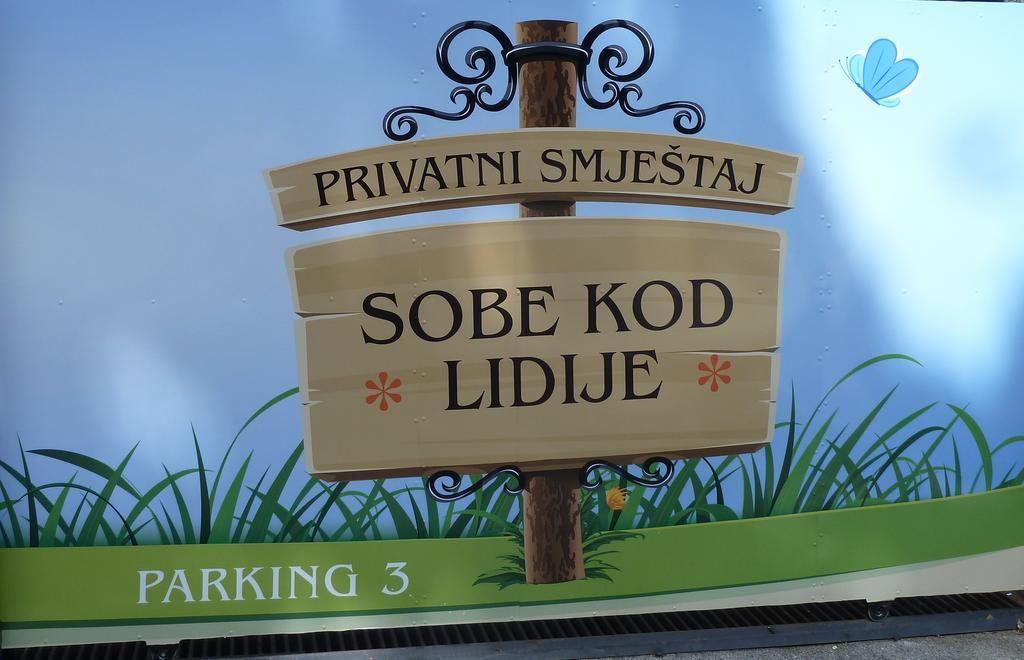 PRIVATNI SMJEŠTAJ
SOBE KOD
LIDIJE
PARKING 3